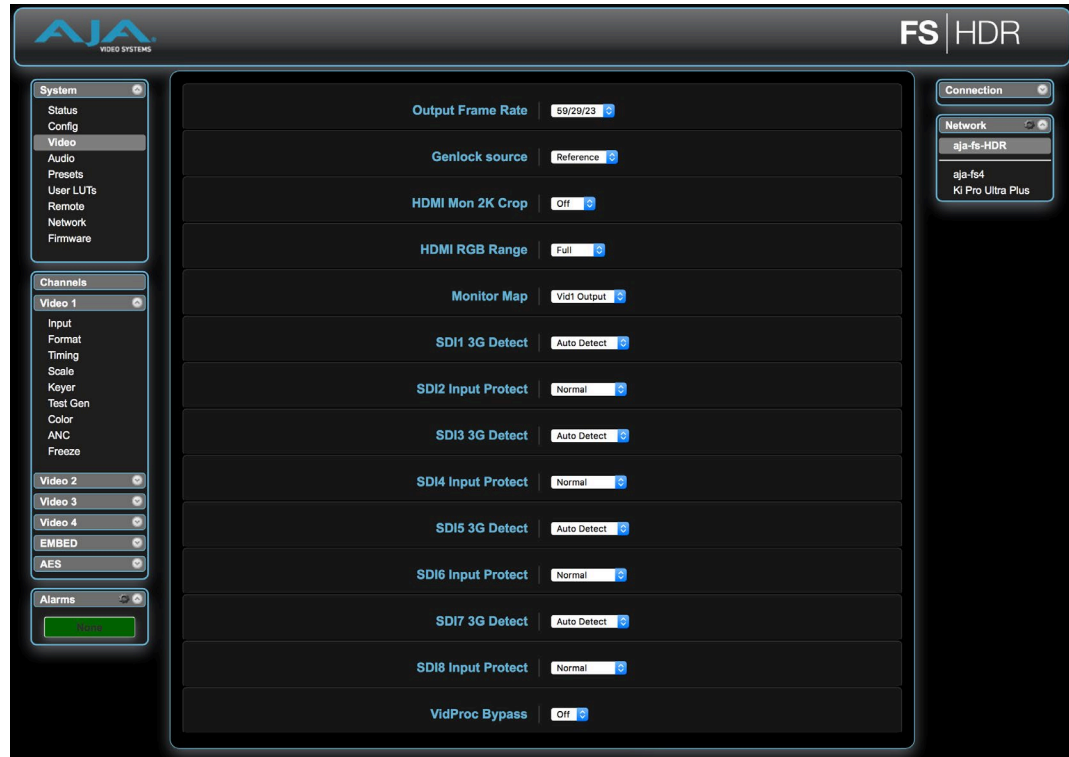 AJA
VIDEO SYSTEMS
FS HDR
System
Status
Config
Video
Audio
Presets
User LUTs
Remote
Network
Firmware
Channels
Video 1
Input
Format
Timing
Scale
Keyer
Test Gen
Color
ANC
Freeze
Video 2
Video 3
Video 4
EMBED
AES
Alarms
None
Output Frame Rate 59/29/23
Genlock source Reference
HDMI Mon 2K Crop Off
HDMI RGB Range Full
Monitor Map Vid1 Output
SDI1 3G Detect Auto Detect
SDI2 Input Protect Normal
SDI3 3G Detect Auto Detect
SDI4 Input Protect Normal
SDI5 3G Detect Auto Detect
SDI6 Input Protect Normal
SDI7 3G Detect Auto Detect
SDI8 Input Protect Normal
VidProc Bypass Off
Connection
Network
aja-fs-HDR
aja-fs4
Ki Pro Ultra Plus